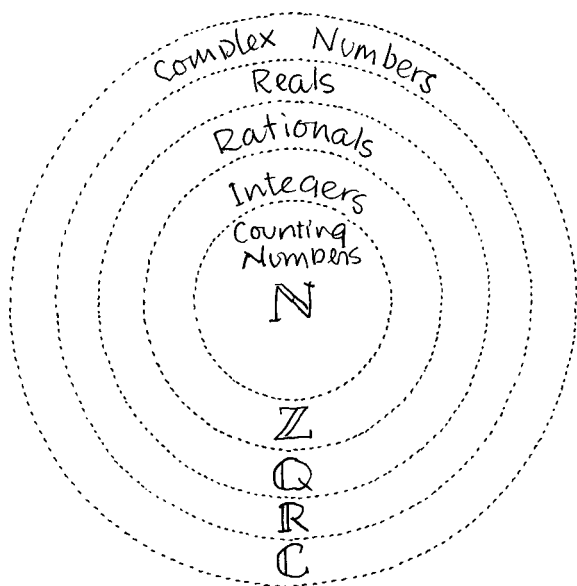 Complex Numbers
Reals
Rationals
Integers
Counting
Numbers
ℕ
ℤ
ℚ
ℝ
ℂ